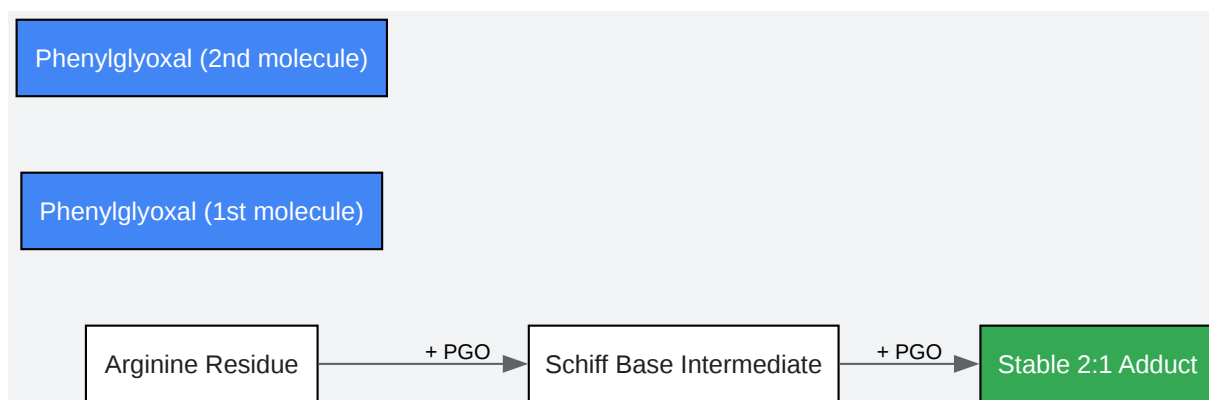 Phenylglyoxal (2nd molecule)
Phenylglyoxal (1st molecule)
Arginine Residue
+ PGO
Schiff Base Intermediate
+ PGO
Stable 2:1 Adduct